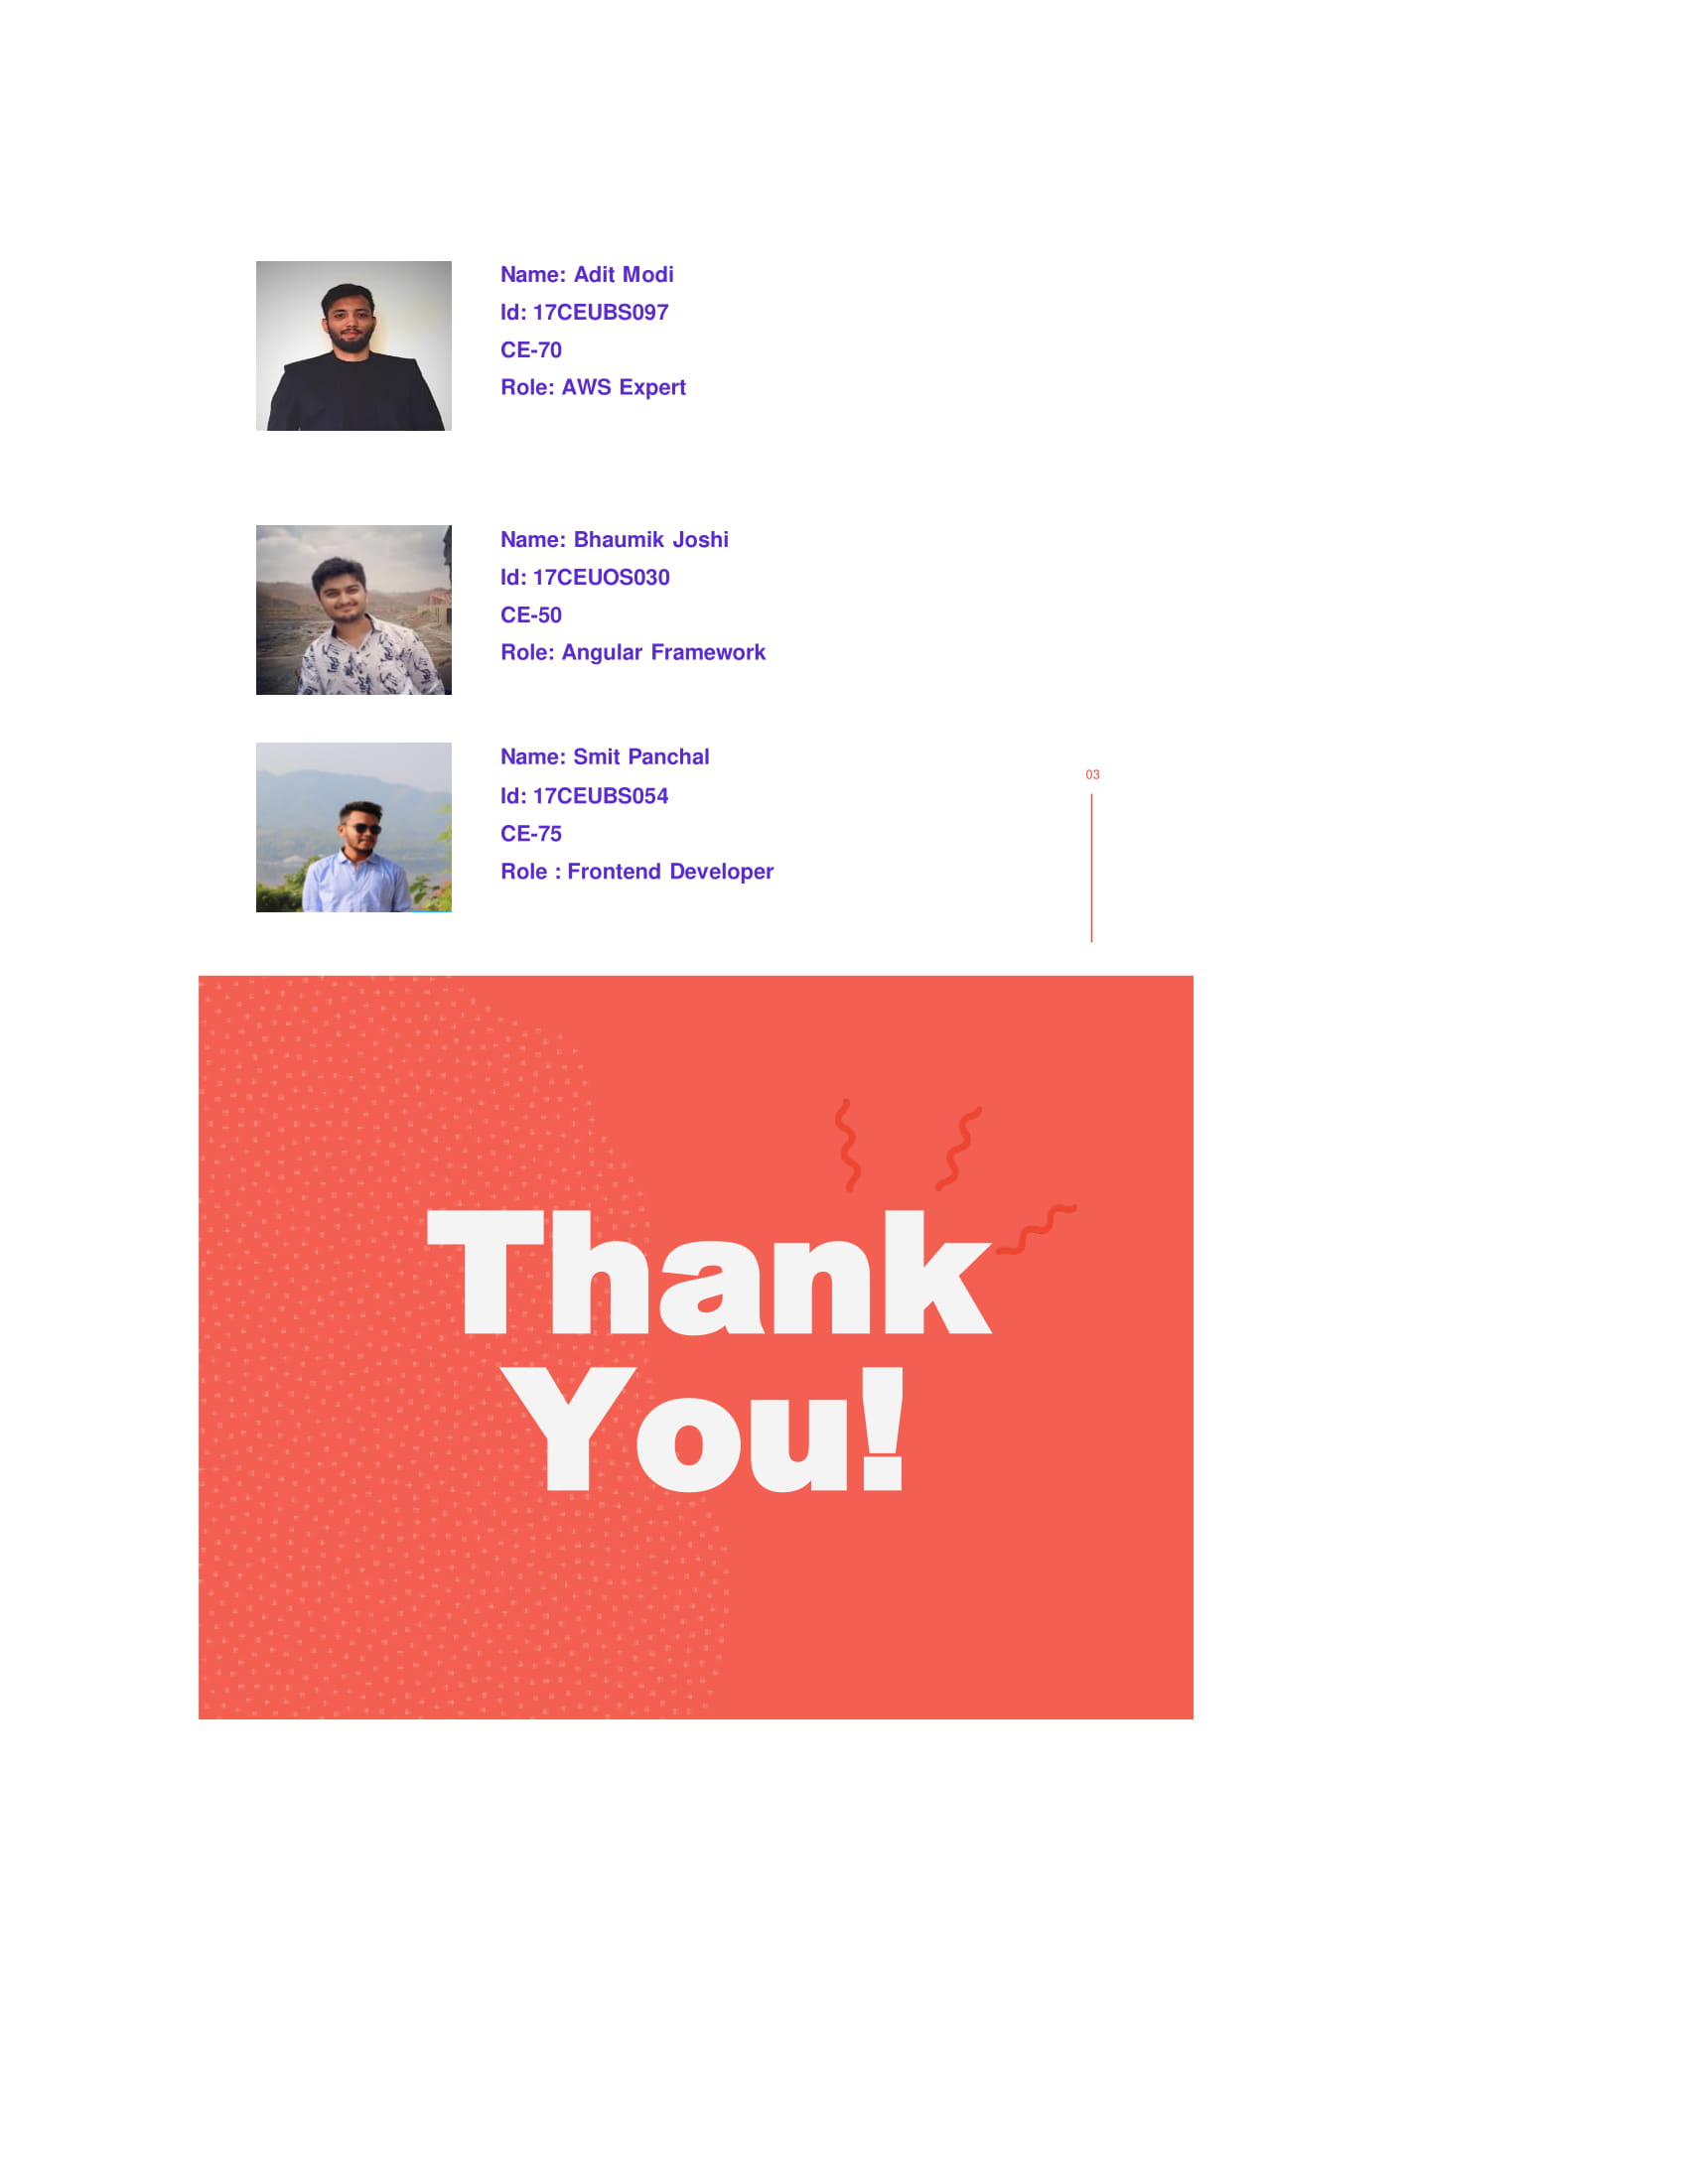 Name: Adit Modi
Id: 17CEUBS097
CE-70
Role: AWS Expert
Name: Bhaumik Joshi
Id: 17CEUOS030
CE-50
Role: Angular Framework
Name: Smit Panchal
Id: 17CEUBS054
CE-75
Role : Frontend Developer
03
Thank
You!